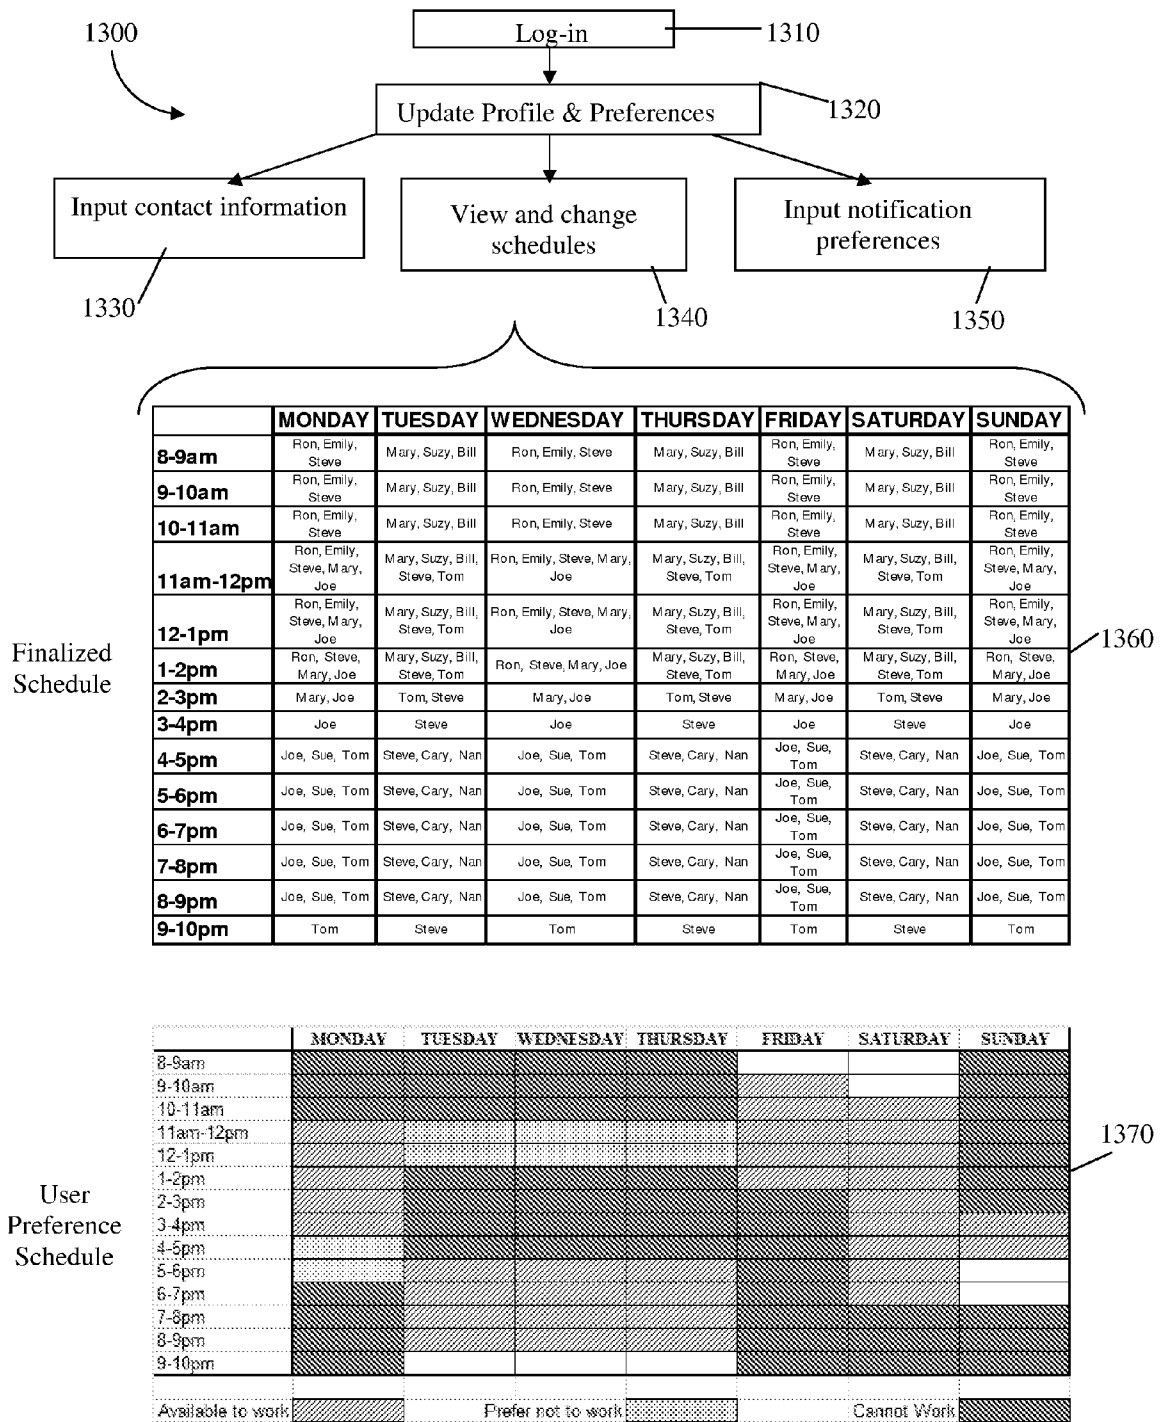 1300
Log-in
1310
Update Profile & Preferences
1320
Input contact information
View and change
schedules
Input notification
preferences
1330
1340
1350
MONDAY TUESDAY WEDNESDAY THURSDAY FRIDAY SATURDAY SUNDAY
8-9am Ron, Emily, Steve Mary, Suzy, Bill Ron, Emily, Steve Mary, Suzy, Bill Ron, Emily, Steve Mary, Suzy, Bill Ron, Emily, Steve
9-10am Ron, Emily, Steve Mary, Suzy, Bill Ron, Emily, Steve Mary, Suzy, Bill Ron, Emily, Steve Mary, Suzy, Bill Ron, Emily, Steve
10-11am Ron, Emily, Steve Mary, Suzy, Bill Ron, Emily, Steve Mary, Suzy, Bill Ron, Emily, Steve Mary, Suzy, Bill Ron, Emily, Steve
11am-12pm Ron, Emily, Steve, Mary, Joe Mary, Suzy, Bill, Steve, Tom Ron, Emily, Steve, Mary, Joe Mary, Suzy, Bill, Steve, Tom Ron, Emily, Steve, Mary, Joe Mary, Suzy, Bill, Steve, Tom Ron, Emily, Steve, Mary, Joe
12-1pm Ron, Emily, Steve, Mary, Joe Mary, Suzy, Bill, Steve, Tom Ron, Emily, Steve, Mary, Joe Mary, Suzy, Bill, Steve, Tom Ron, Emily, Steve, Mary, Joe Mary, Suzy, Bill, Steve, Tom Ron, Emily, Steve, Mary, Joe
1-2pm Ron, Steve, Mary, Joe Mary, Suzy, Bill, Steve, Tom Ron, Steve, Mary, Joe Mary, Suzy, Bill, Steve, Tom Ron, Steve, Mary, Joe Mary, Suzy, Bill, Steve, Tom Ron, Steve, Mary, Joe
2-3pm Mary, Joe Tom, Steve Mary, Joe Tom, Steve Mary, Joe Tom, Steve Mary, Joe
3-4pm Joe Steve Joe Steve Joe Steve Joe
4-5pm Joe, Sue, Tom Steve, Cary, Nan Joe, Sue, Tom Steve, Cary, Nan Joe, Sue, Tom Steve, Cary, Nan Joe, Sue, Tom
5-6pm Joe, Sue, Tom Steve, Cary, Nan Joe, Sue, Tom Steve, Cary, Nan Joe, Sue, Tom Steve, Cary, Nan Joe, Sue, Tom
6-7pm Joe, Sue, Tom Steve, Cary, Nan Joe, Sue, Tom Steve, Cary, Nan Joe, Sue, Tom Steve, Cary, Nan Joe, Sue, Tom
7-8pm Joe, Sue, Tom Steve, Cary, Nan Joe, Sue, Tom Steve, Cary, Nan Joe, Sue, Tom Steve, Cary, Nan Joe, Sue, Tom
8-9pm Joe, Sue, Tom Steve, Cary, Nan Joe, Sue, Tom Steve, Cary, Nan Joe, Sue, Tom Steve, Cary, Nan Joe, Sue, Tom
9-10pm Tom Steve Tom Steve Tom Steve Tom
Finalized
Schedule
1360
MONDAY TUESDAY WEDNESDAY THURSDAY FRIDAY SATURDAY SUNDAY
8-9am
9-10am
10-11am
11am-12pm
12-1pm
1-2pm
2-3pm
3-4pm
4-5pm
5-6pm
6-7pm
7-8pm
8-9pm
9-10pm
User
Preference
Schedule
1370
Available to work Prefer not to work Cannot Work